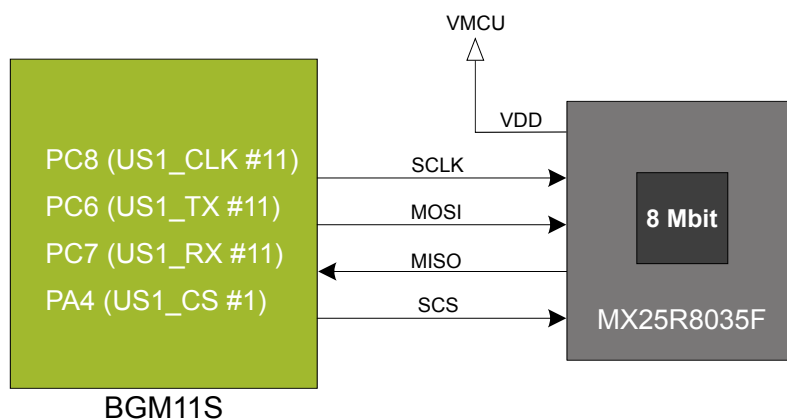 VMCU
VDD
PC8 (US1_CLK #11)
SCLK
PC6 (US1_TX #11)
MOSI
8 Mbit
PC7 (US1_RX #11)
MISO
PA4 (US1_CS #1)
SCS
MX25R8035F
BGM11S